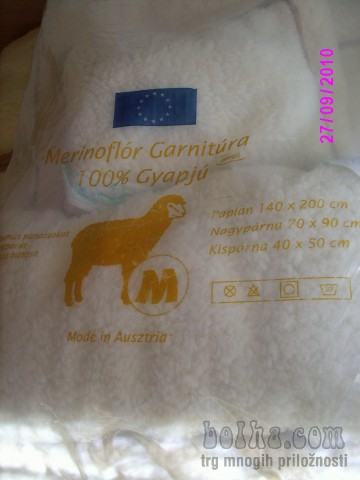 27/09/2010
Merinoflór Garnitúra
100% Gyapjú
Paplan 140 x 200 cm
Nagypárna 70 x 90 cm
Kispárna 40 x 50 cm
M
Made in Ausztria
bolha.com
trg mnogih priložnosti